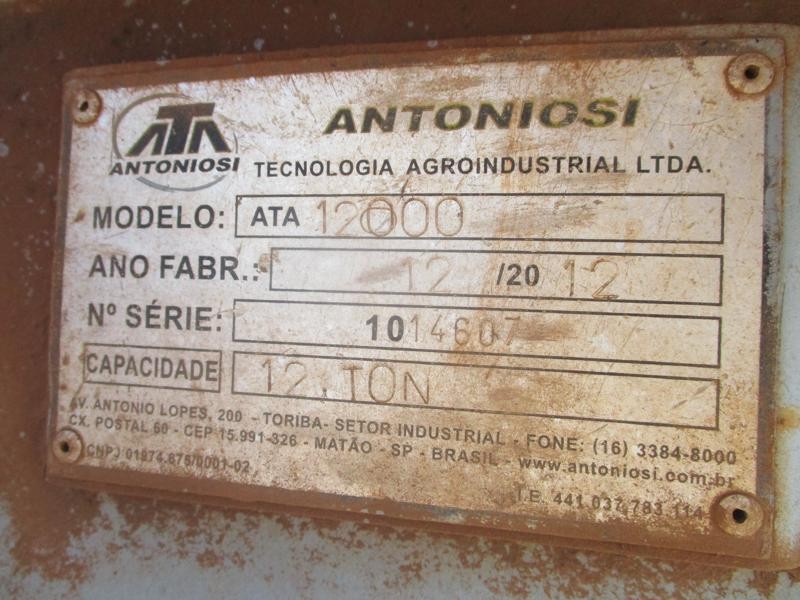 ATA
ANTONIOSI
ANTONIOSI
TECNOLOGIA AGROINDUSTRIAL LTDA.
MODELO: ATA 12000
ANO FABR.: 12 /20 12
Nº SÉRIE: 1014607
CAPACIDADE 12.TON
AV. ANTONIO LOPES, 200 - TORIBA- SETOR INDUSTRIAL - FONE: (16) 3384-8000
CX. POSTAL 60 - CEP 15.991-326 - MATÃO - SP - BRASIL - www.antoniosi.com.br
CNPJ 01974.875/0001-02
I.E. 441.037.783.114